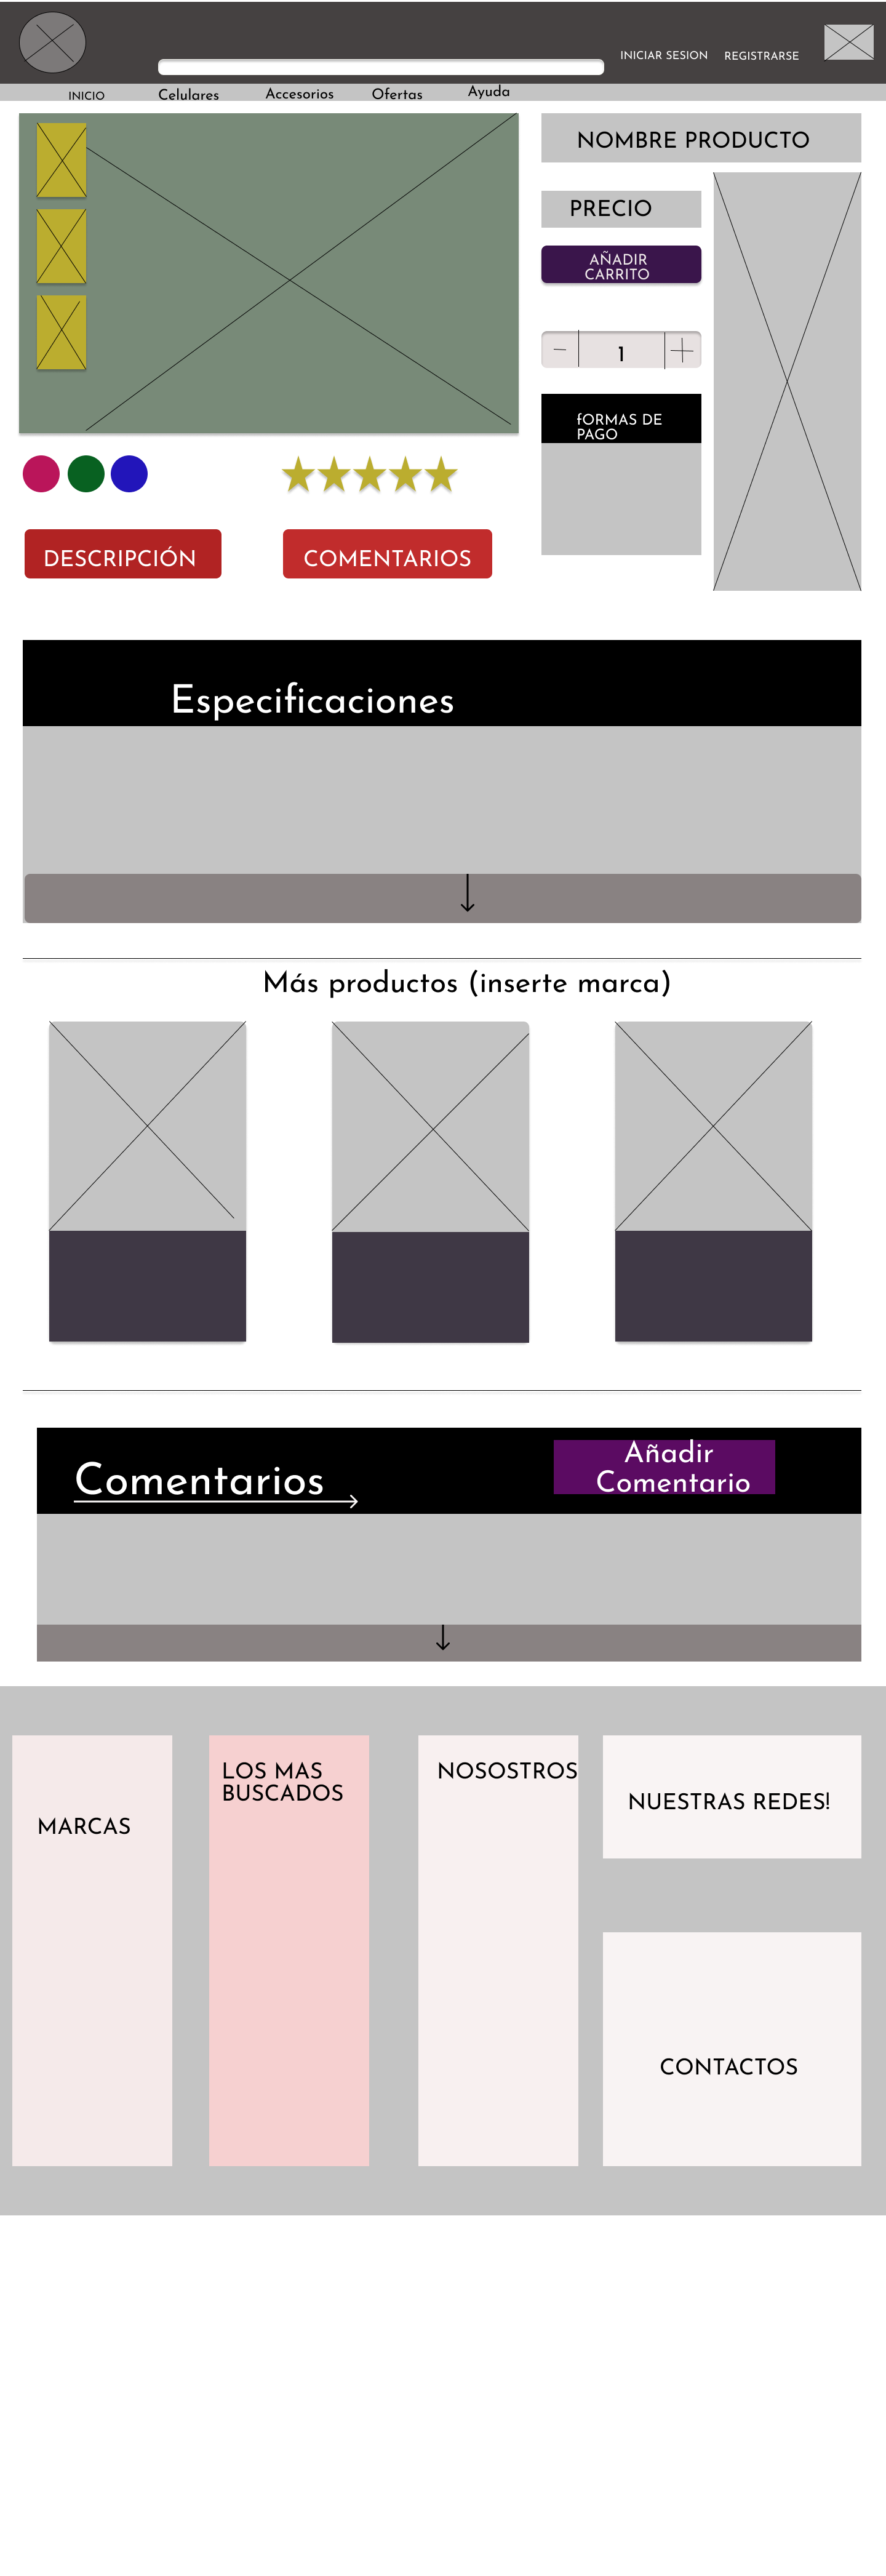 INICIAR SESION
REGISTRARSE
INICIO
Celulares
Accesorios
Ofertas
Ayuda
NOMBRE PRODUCTO
PRECIO
AÑADIR
CARRITO
1
fORMAS DE
PAGO
DESCRIPCIÓN
COMENTARIOS
Especificaciones
Más productos (inserte marca)
Comentarios
Añadir
Comentario
MARCAS
LOS MAS
BUSCADOS
NOSOSTROS
NUESTRAS REDES!
CONTACTOS